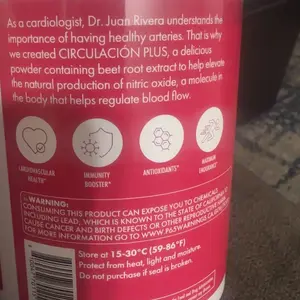 As a cardiologist, Dr. Juan Rivera understands the
importance of having healthy arteries. That is why
we created CIRCULACIÓN PLUS, a delicious
powder containing beet root extract to help elevate
the natural production of nitric oxide, a molecule in
the body that helps regulate blood flow.
CARDIOVASCULAR
HEALTH**
IMMUNITY
BOOSTER*
ANTIOXIDANTS*
MAXIMUM
ENDURANCE*
WARNING:
CONSUMING THIS PRODUCT CAN EXPOSE YOU TO CHEMICALS
INCLUDING LEAD, WHICH IS KNOWN TO THE STATE OF CALIFORNIA TO
CAUSE CANCER AND BIRTH DEFECTS OR OTHER REPRODUCTIVE
FOR MORE INFORMATION GO TO WWW.P65WARNINGS.CA
Store at 15-30°C (59-86°F)
Protect from heat, light and moisture.
Do not purchase if seal is broken.